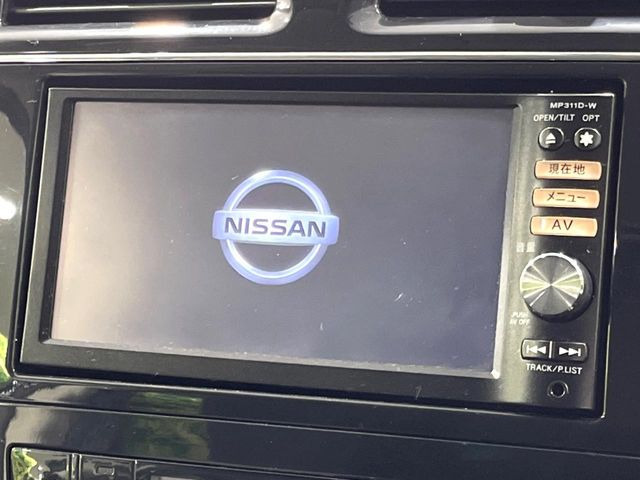 MP311D-W
OPEN/TILT OPT
現在地
メニュー
AV
音量
NISSAN
PUSH
AV OFF
TRACK/P.LIST